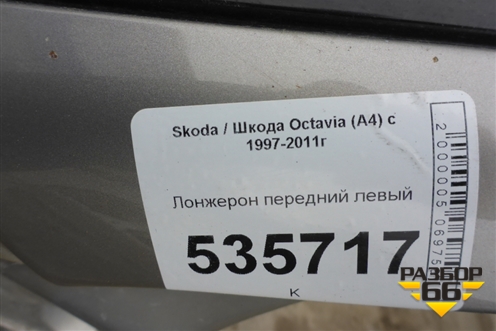 Skoda / Шкода Octavia (A4) с
1997-2011г
Лонжерон передний левый
535717
К
РАЗБОР
66